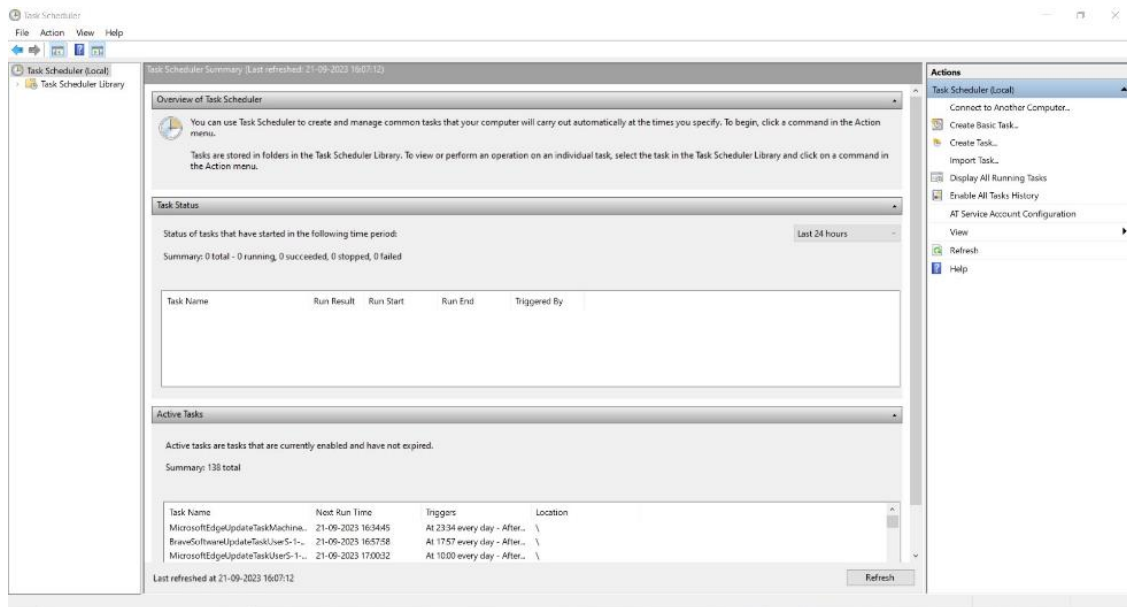 Task Scheduler
File Action View Help
Task Scheduler (Local)
Task Scheduler Library
Task Scheduler Summary (Last refreshed: 21-09-2023 16:07:12)
Overview of Task Scheduler
You can use Task Scheduler to create and manage common tasks that your computer will carry out automatically at the times you specify. To begin, click a command in the Action
menu.
Tasks are stored in folders in the Task Scheduler Library. To view or perform an operation on an individual task, select the task in the Task Scheduler Library and click on a command in
the Action menu.
Task Status
Status of tasks that have started in the following time period:
Last 24 hours
Summary: 0 total - 0 running, 0 succeeded, 0 stopped, 0 failed
Task Name Run Result Run Start Run End Triggered By
Active Tasks
Active tasks are tasks that are currently enabled and have not expired.
Summary: 138 total
Task Name Next Run Time Triggers Location
MicrosoftEdgeUpdateTaskMachine... 21-09-2023 16:34:45 At 23:34 every day - After... \
BraveSoftwareUpdateTaskUserS-1-... 21-09-2023 16:57:58 At 17:57 every day - After... \
MicrosoftEdgeUpdateTaskUserS-1-... 21-09-2023 17:00:32 At 10:00 every day - After... \
Last refreshed at 21-09-2023 16:07:12
Refresh
Actions
Task Scheduler (Local)
Connect to Another Computer...
Create Basic Task...
Create Task...
Import Task...
Display All Running Tasks
Enable All Tasks History
AT Service Account Configuration
View
Refresh
Help